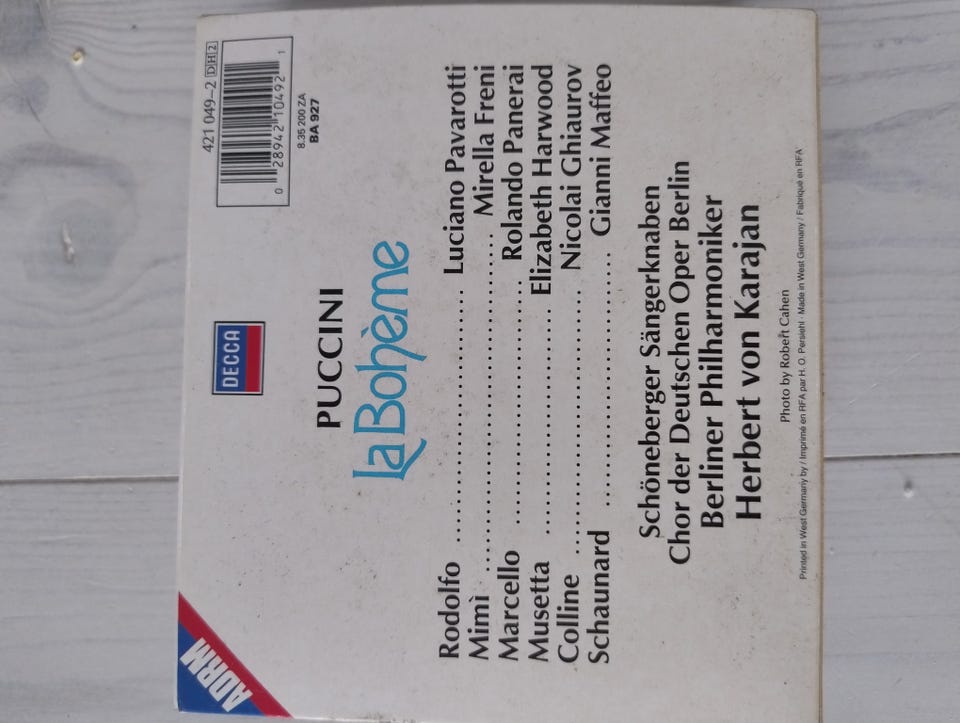 421 049-2 DH2
0 28942 10492 1
8.35 200 ZA
BA 927
DECCA
PUCCINI
La Bohème
Rodolfo .............................. Luciano Pavarotti
Mimì .............................. Mirella Freni
Marcello .............................. Rolando Panerai
Musetta .............................. Elizabeth Harwood
Colline .............................. Nicolai Ghiaurov
Schaunard .............................. Gianni Maffeo
Schöneberger Sängerknaben
Chor der Deutschen Oper Berlin
Berliner Philharmoniker
Herbert von Karajan
Photo by Robert Cahen
Printed in West Germany by / Imprimé en RFA par H. O. Persiehl · Made in West Germany / Fabriqué en RFA
ADRM